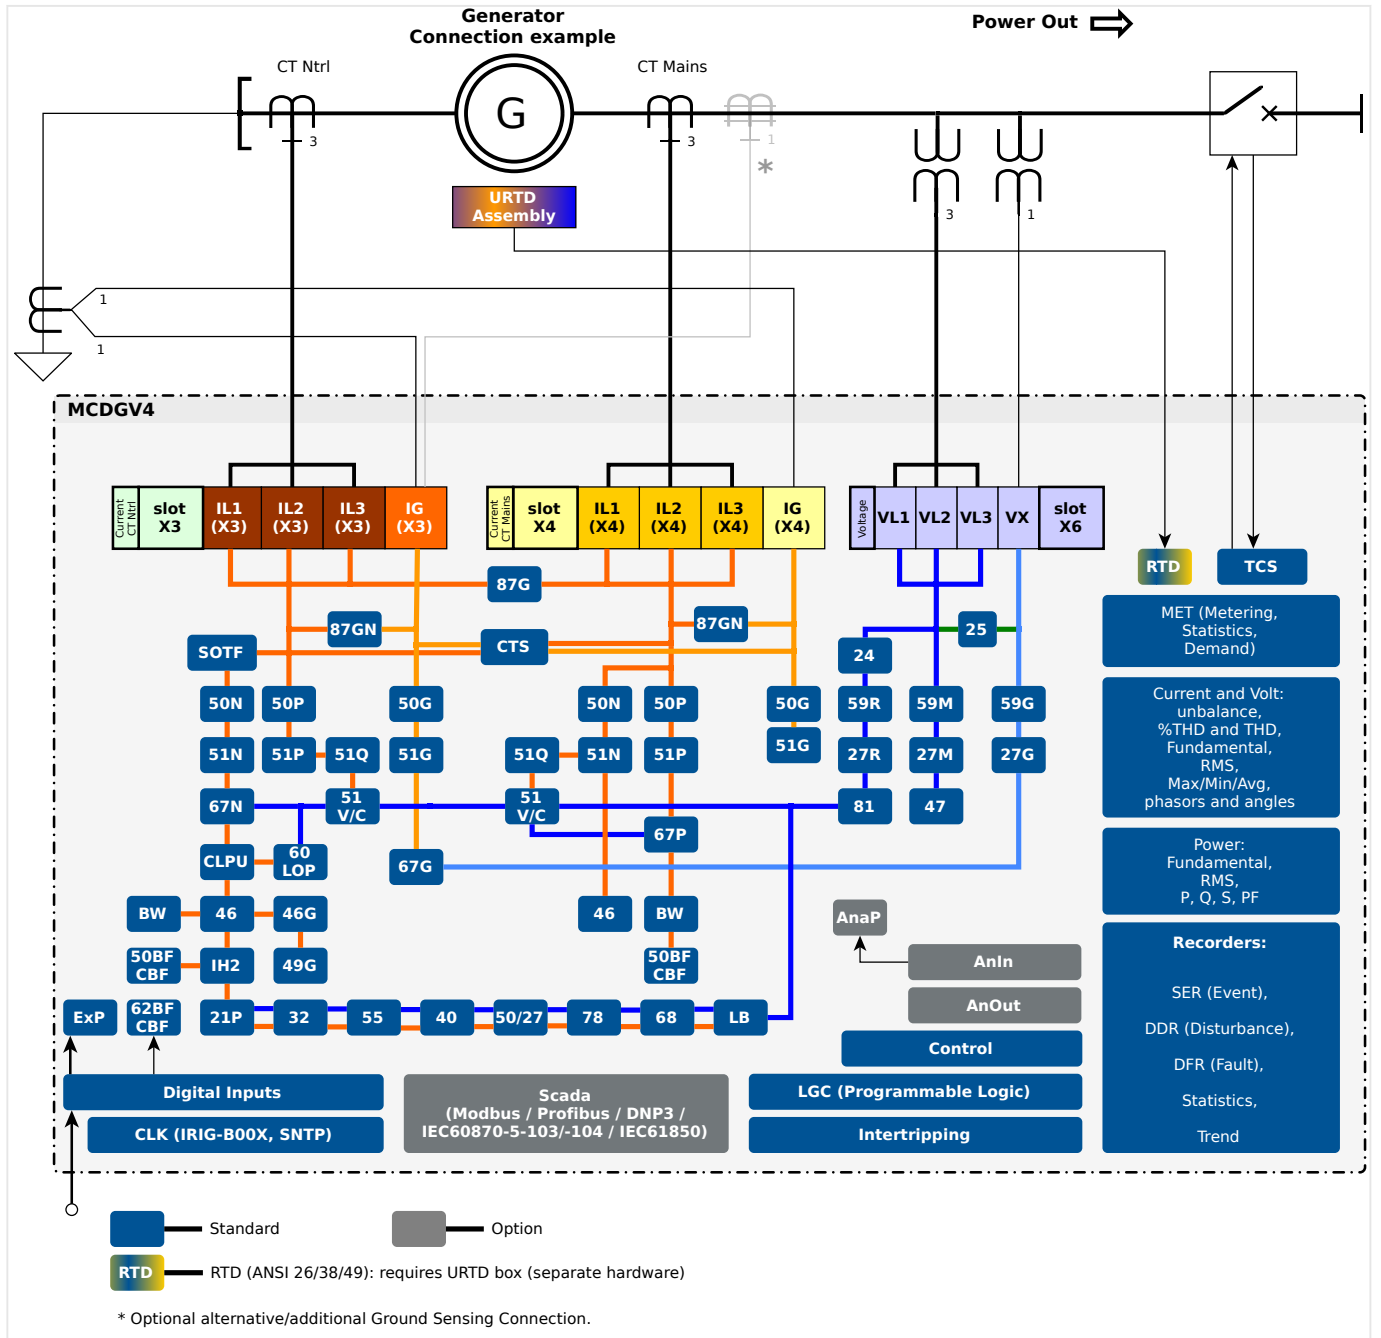 Generator
Connection example
Power Out
CT Ntrl
CT Mains
G
3
3
1
*
URTD
Assembly
3
1
1
1
MCDGV4
Current
CT Ntrl
slot
X3
IL1
(X3)
IL2
(X3)
IL3
(X3)
IG
(X3)
Current
CT Mains
slot
X4
IL1
(X4)
IL2
(X4)
IL3
(X4)
IG
(X4)
Voltage
VL1
VL2
VL3
VX
slot
X6
87G
RTD
TCS
87GN
87GN
25
SOTF
CTS
24
MET (Metering,
Statistics,
Demand)
50N
50P
50G
50N
50P
50G
59R
59M
59G
51N
51P
51Q
51G
51Q
51N
51P
51G
27R
27M
27G
Current and Volt:
unbalance,
%THD and THD,
Fundamental,
RMS,
Max/Min/Avg,
phasors and angles
67N
51
V/C
51
V/C
67P
81
47
CLPU
60
LOP
67G
Power:
Fundamental,
RMS,
P, Q, S, PF
BW
46
46G
46
BW
AnaP
50BF
CBF
IH2
49G
50BF
CBF
AnIn
AnOut
Recorders:
SER (Event),
DDR (Disturbance),
DFR (Fault),
Statistics,
Trend
ExP
62BF
CBF
21P
32
55
40
50/27
78
68
LB
Control
Digital Inputs
CLK (IRIG-B00X, SNTP)
Scada
(Modbus / Profibus / DNP3 /
IEC60870-5-103/-104 / IEC61850)
LGC (Programmable Logic)
Intertripping
Standard
Option
RTD
RTD (ANSI 26/38/49): requires URTD box (separate hardware)
* Optional alternative/additional Ground Sensing Connection.